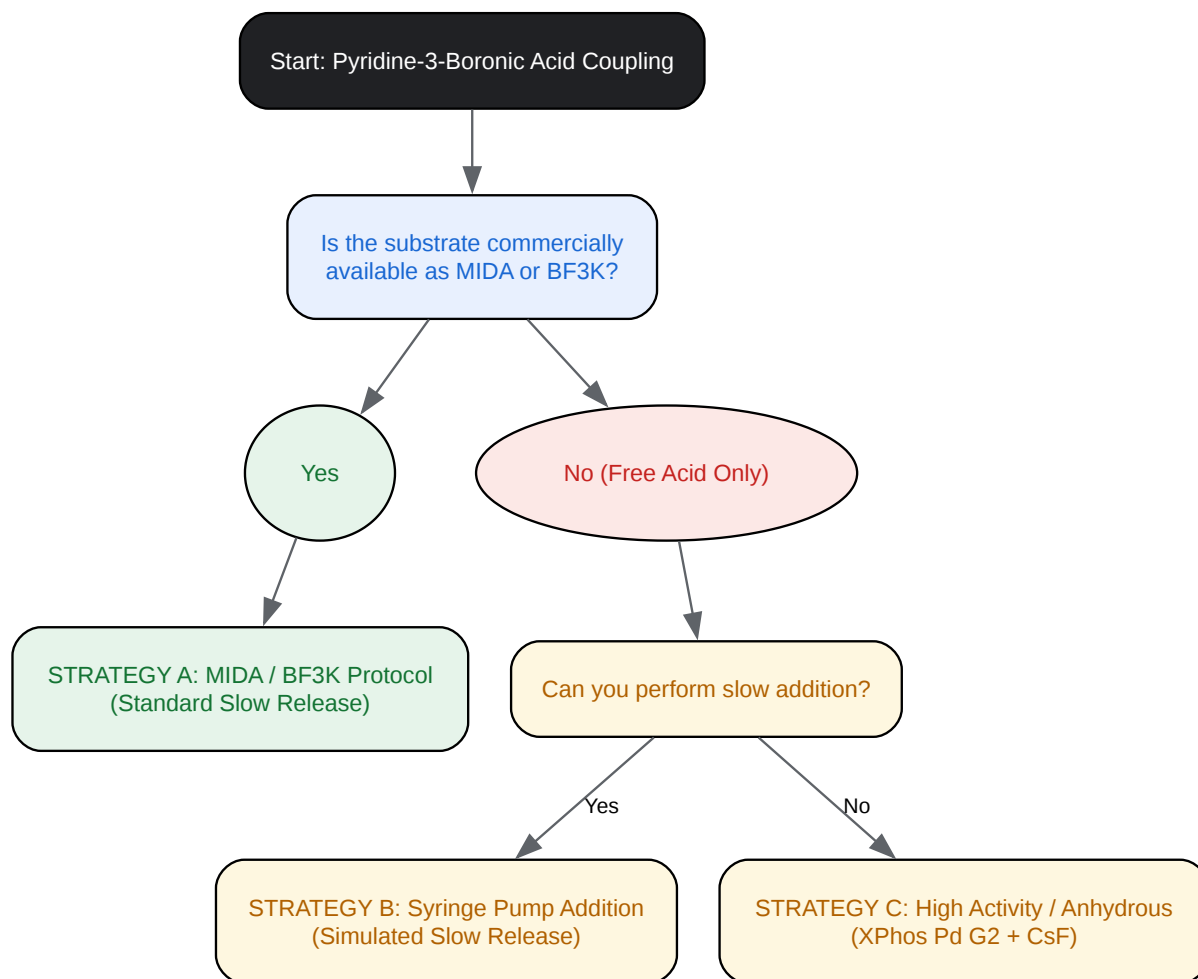 Start: Pyridine-3-Boronic Acid Coupling
Is the substrate commercially
available as MIDA or BF3K?
Yes
No (Free Acid Only)
STRATEGY A: MIDA / BF3K Protocol
(Standard Slow Release)
Can you perform slow addition?
Yes
No
STRATEGY B: Syringe Pump Addition
(Simulated Slow Release)
STRATEGY C: High Activity / Anhydrous
(XPhos Pd G2 + CsF)